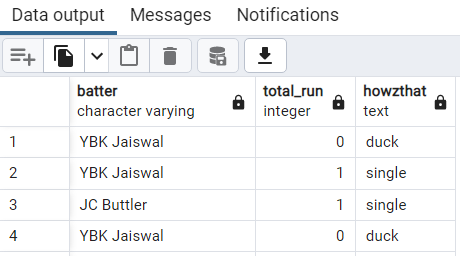 Data output Messages Notifications
batter total_run howzthat
character varying integer text
1 YBK Jaiswal 0 duck
2 YBK Jaiswal 1 single
3 JC Buttler 1 single
4 YBK Jaiswal 0 duck